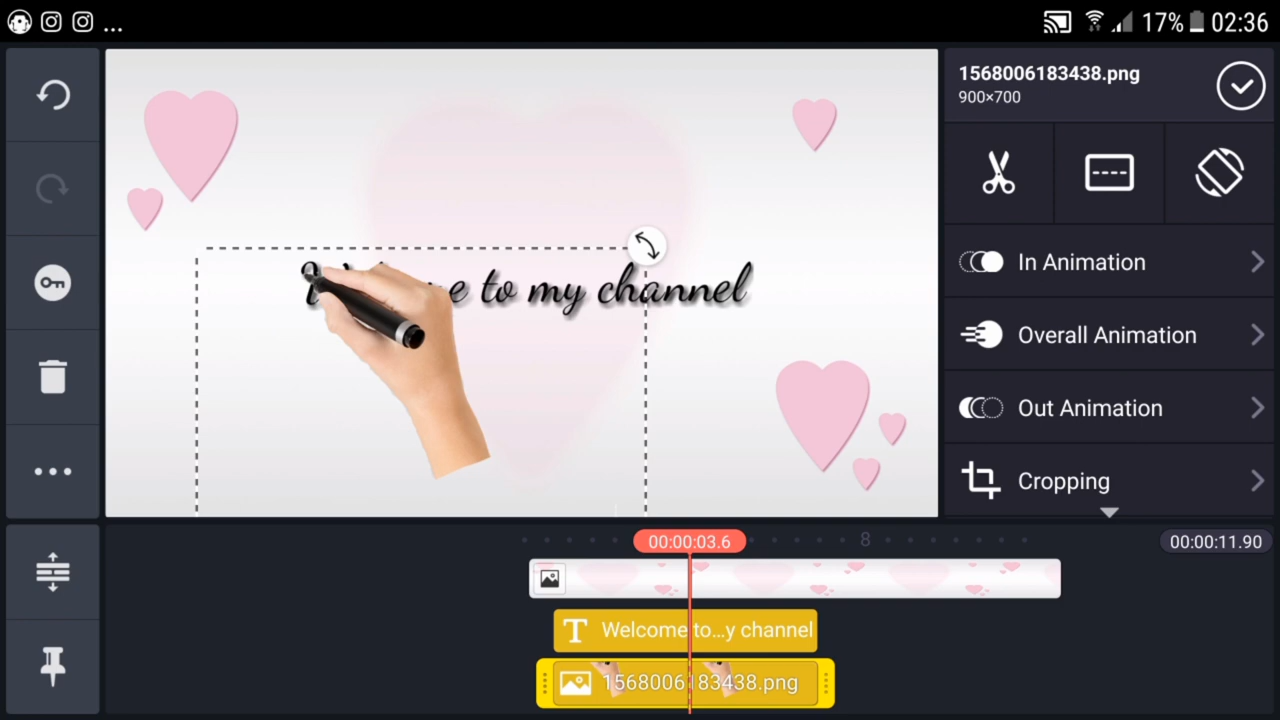 ... 17% 02:36
1568006183438.png
900×700
e to my channel
In Animation
Overall Animation
Out Animation
Cropping
00:00:03.6
8
00:00:11.90
Welcome to...y channel
1568006183438.png